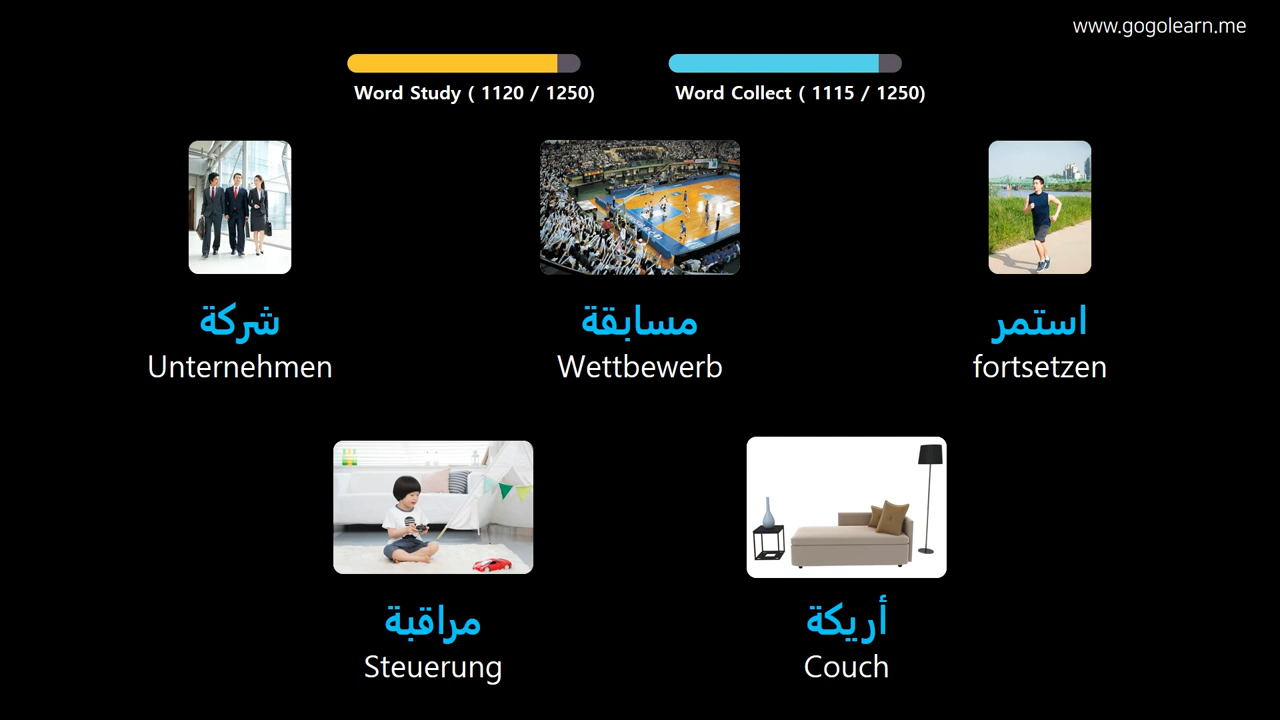 www.gogolearn.me
Word Study ( 1120 / 1250)
Word Collect ( 1115 / 1250)
شركة
Unternehmen
مسابقة
Wettbewerb
استمر
fortsetzen
مراقبة
Steuerung
أريكة
Couch